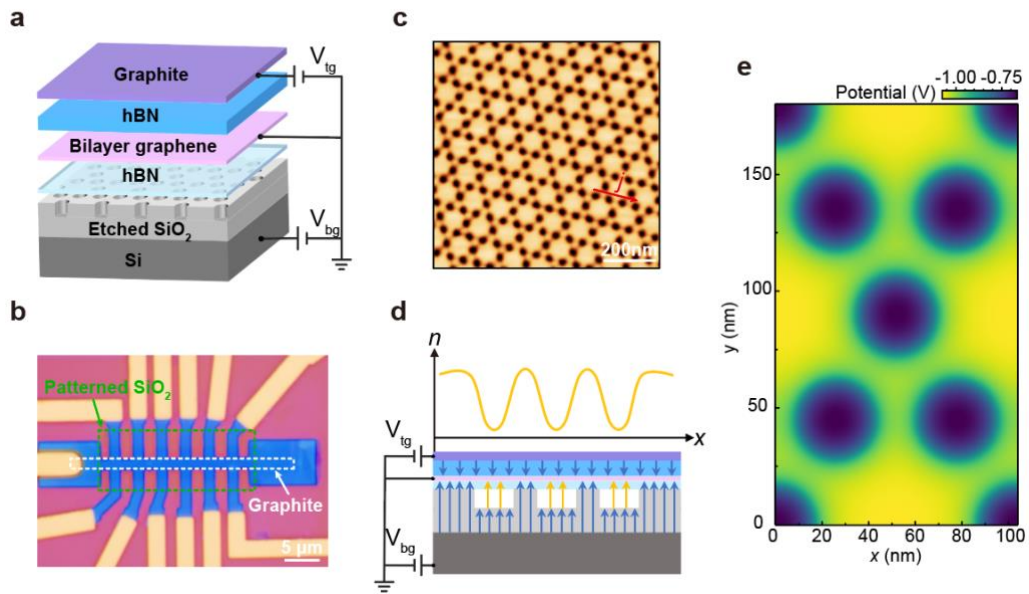 a
Graphite
hBN
Bilayer graphene
hBN
Etched SiO₂
Si
V_tg
V_bg
b
Patterned SiO₂
Graphite
5 μm
c
200nm
d
n
x
V_tg
V_bg
e
Potential (V)
-1.00 -0.75
150
100
50
0
y (nm)
0 20 40 60 80 100
x (nm)